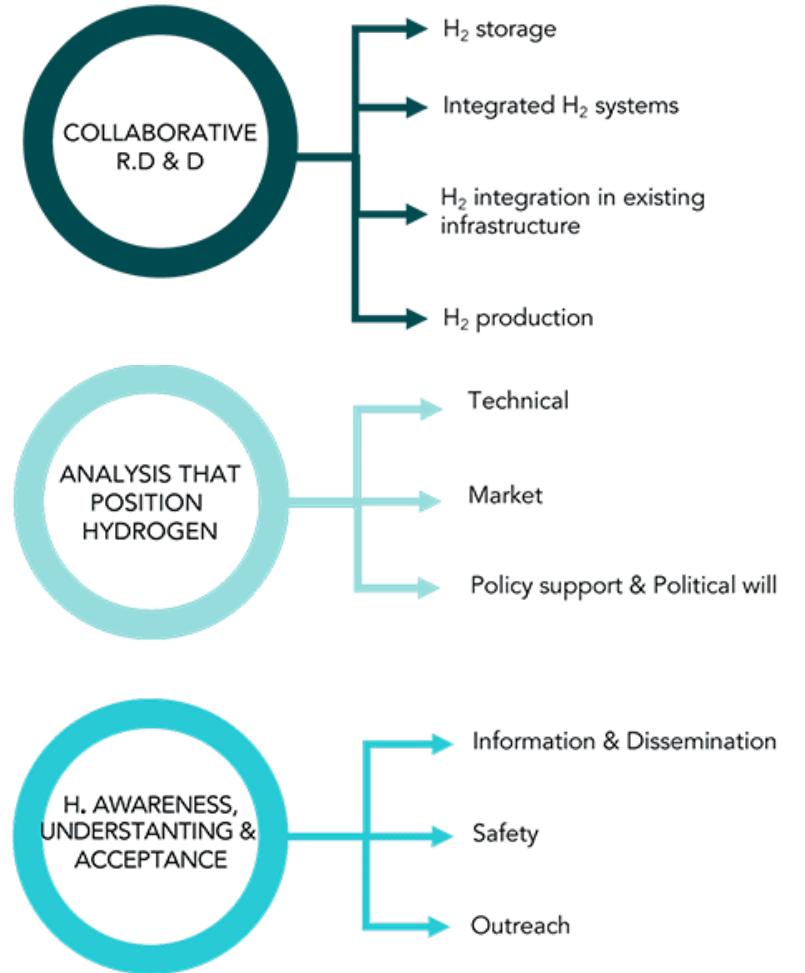 COLLABORATIVE
R.D & D
H₂ storage
Integrated H₂ systems
H₂ integration in existing
infrastructure
H₂ production
ANALYSIS THAT
POSITION
HYDROGEN
Technical
Market
Policy support & Political will
H. AWARENESS,
UNDERSTANTING &
ACCEPTANCE
Information & Dissemination
Safety
Outreach